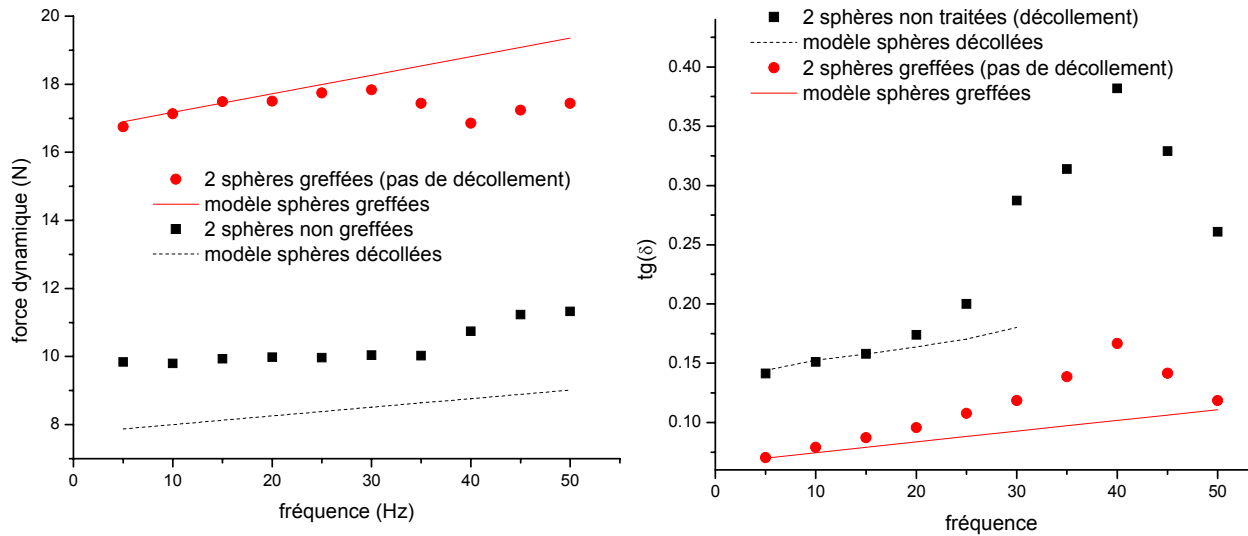 20
18
16
14
12
10
8
0
10
20
30
40
50
force dynamique (N)
fréquence (Hz)
2 sphères greffées (pas de décollement)
modèle sphères greffées
2 sphères non greffées
modèle sphères décollées
2 sphères non traitées (décollement)
modèle sphères décollées
2 sphères greffées (pas de décollement)
modèle sphères greffées
0.40
0.35
0.30
0.25
0.20
0.15
0.10
0
10
20
30
40
50
tg(δ)
fréquence